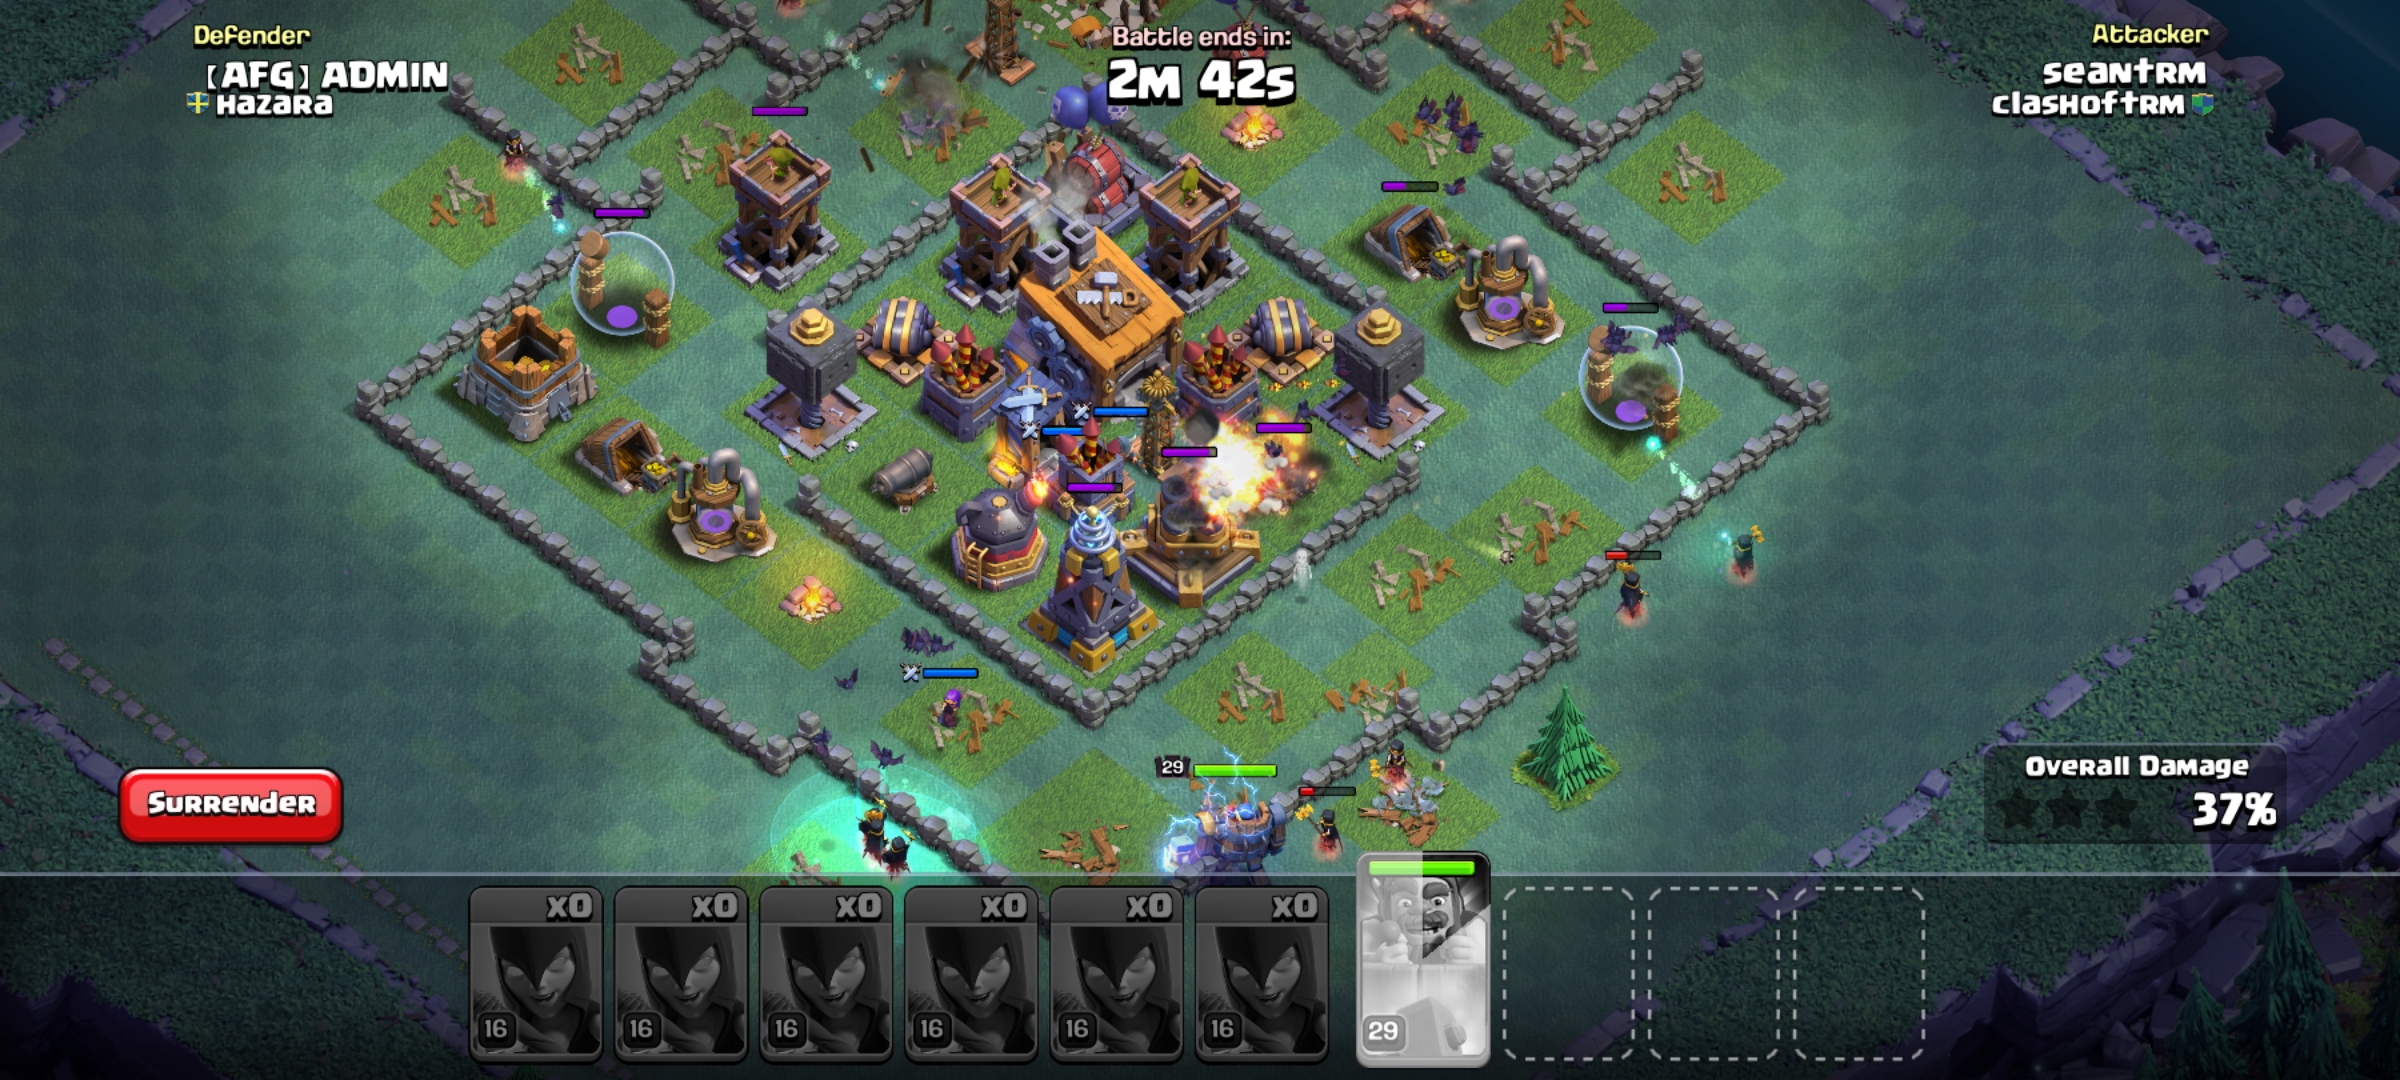 Defender
[AFG] ADMIN
HAZARA
Battle ends in:
2M 42s
Attacker
seantRM
clashoftRM
29
Surrender
Overall Damage
37%
x0
x0
x0
x0
x0
x0
16
16
16
16
16
16
29